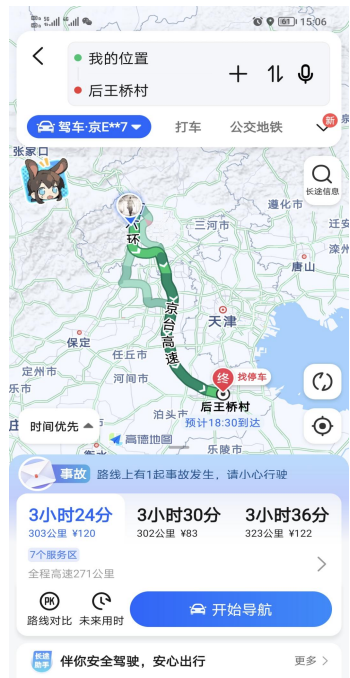 15:06
我的位置
后王桥村
驾车·京E**7 打车 公交地铁 新
张家口
长途信息
遵化市
三河市
迁安
滦州
唐山
六环
京台高速
天津
保定
任丘市
定州市
河间市
乐市
终 找停车
后王桥村
泊头市
预计18:30到达
时间优先
高德地图
衡水
乐陵市
事故 路线上有1起事故发生，请小心行驶
3小时24分 3小时30分 3小时36分
303公里 ¥120 302公里 ¥83 323公里 ¥122
7个服务区
全程高速271公里
PK
路线对比 未来用时 开始导航
长途助手 伴你安全驾驶，安心出行 更多